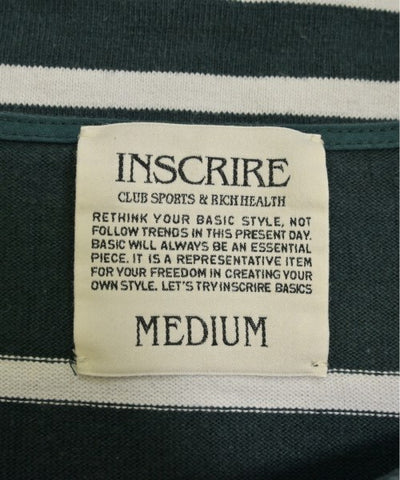 INSCRIRE
CLUB SPORTS & RICH HEALTH
RETHINK YOUR BASIC STYLE, NOT
FOLLOW TRENDS IN THIS PRESENT DAY.
BASIC WILL ALWAYS BE AN ESSENTIAL
PIECE. IT IS A REPRESENTATIVE ITEM
FOR YOUR FREEDOM IN CREATING YOUR
OWN STYLE. LET'S TRY INSCRIRE BASICS
MEDIUM